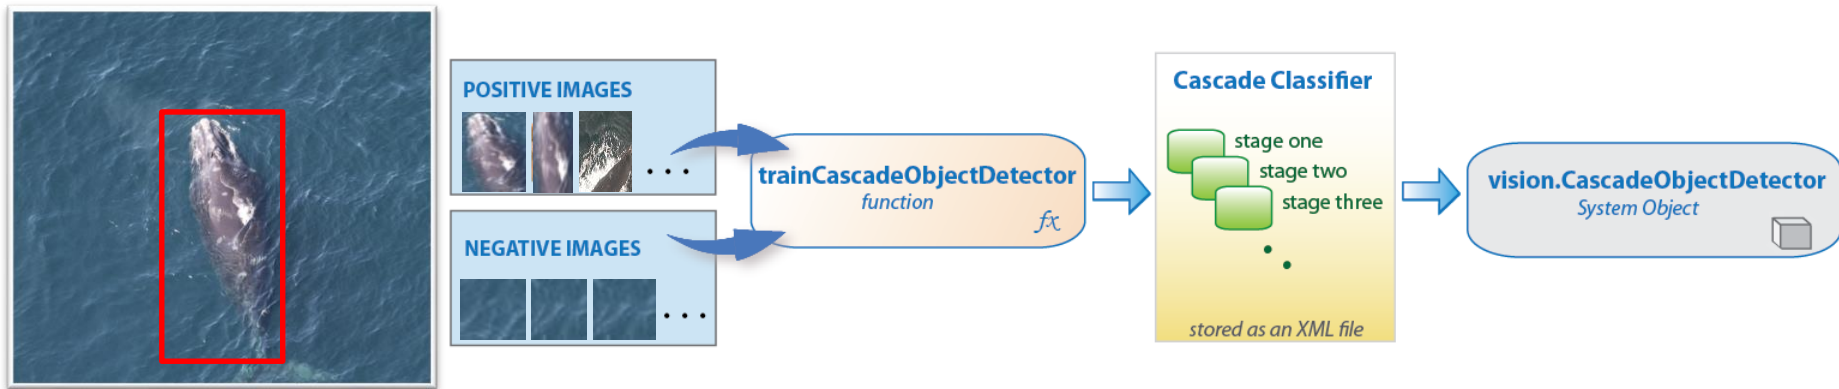 POSITIVE IMAGES
. . .
NEGATIVE IMAGES
. . .
trainCascadeObjectDetector
function
fx
Cascade Classifier
stage one
stage two
stage three
stored as an XML file
vision.CascadeObjectDetector
System Object